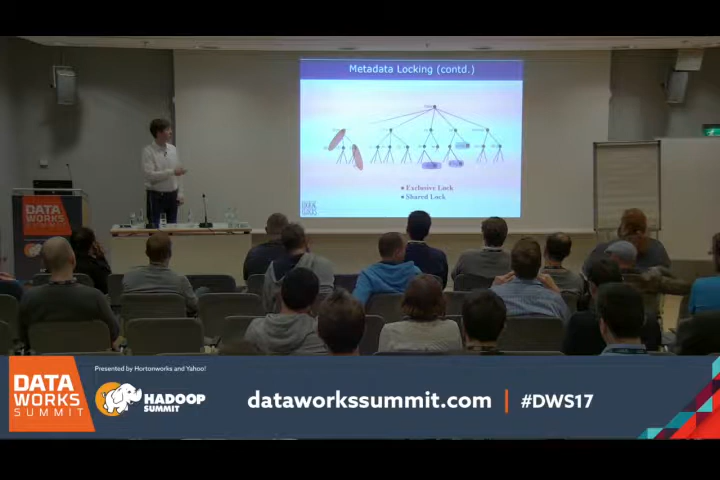 Metadata Locking (contd.)
Exclusive Lock
Shared Lock
DATA
WORKS
DATA
WORKS
SUMMIT
Presented by Hortonworks and Yahoo!
HADOOP
SUMMIT
dataworkssummit.com
#DWS17